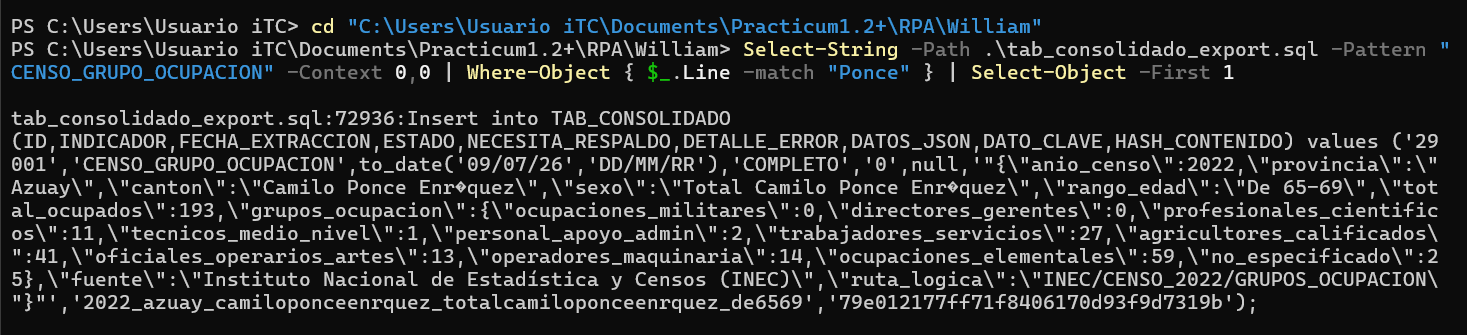 PS C:\Users\Usuario iTC> cd "C:\Users\Usuario iTC\Documents\Practicum1.2+\RPA\William"
PS C:\Users\Usuario iTC\Documents\Practicum1.2+\RPA\William> Select-String -Path .\tab_consolidado_export.sql -Pattern "
CENSO_GRUPO_OCUPACION" -Context 0,0 | Where-Object { $_.Line -match "Ponce" } | Select-Object -First 1
tab_consolidado_export.sql:72936:Insert into TAB_CONSOLIDADO
(ID,INDICADOR,FECHA_EXTRACCION,ESTADO,NECESITA_RESPALDO,DETALLE_ERROR,DATOS_JSON,DATO_CLAVE,HASH_CONTENIDO) values ('29
001','CENSO_GRUPO_OCUPACION',to_date('09/07/26','DD/MM/RR'),'COMPLETO','0',null,'"{\"anio_censo\":2022,\"provincia\":\"
Azuay\",\"canton\":\"Camilo Ponce Enr�quez\",\"sexo\":\"Total Camilo Ponce Enr�quez\",\"rango_edad\":\"De 65-69\",\"tot
al_ocupados\":193,\"grupos_ocupacion\":{\"ocupaciones_militares\":0,\"directores_gerentes\":0,\"profesionales_cientific
os\":11,\"tecnicos_medio_nivel\":1,\"personal_apoyo_admin\":2,\"trabajadores_servicios\":27,\"agricultores_calificados\
":41,\"oficiales_operarios_artes\":13,\"operadores_maquinaria\":14,\"ocupaciones_elementales\":59,\"no_especificado\":2
5},\"fuente\":\"Instituto Nacional de Estadística y Censos (INEC)\",\"ruta_logica\":\"INEC/CENSO_2022/GRUPOS_OCUPACION\
"}"','2022_azuay_camiloponceenrquez_totalcamiloponceenrquez_de6569','79e012177ff71f8406170d93f9d7319b');